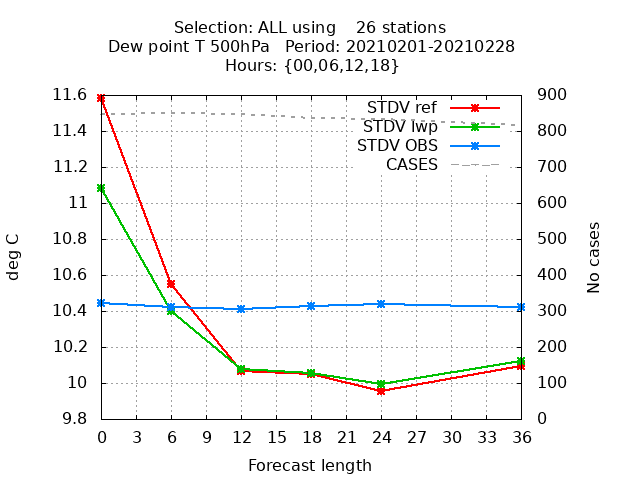 Selection: ALL using    26 stations
Dew point T 500hPa   Period: 20210201-20210228
Hours: {00,06,12,18}
STDV ref
STDV lwp
STDV OBS
CASES
11.6
11.4
11.2
11
10.8
10.6
10.4
10.2
10
9.8
deg C
900
800
700
600
500
400
300
200
100
0
No cases
0 3 6 9 12 15 18 21 24 27 30 33 36
Forecast length